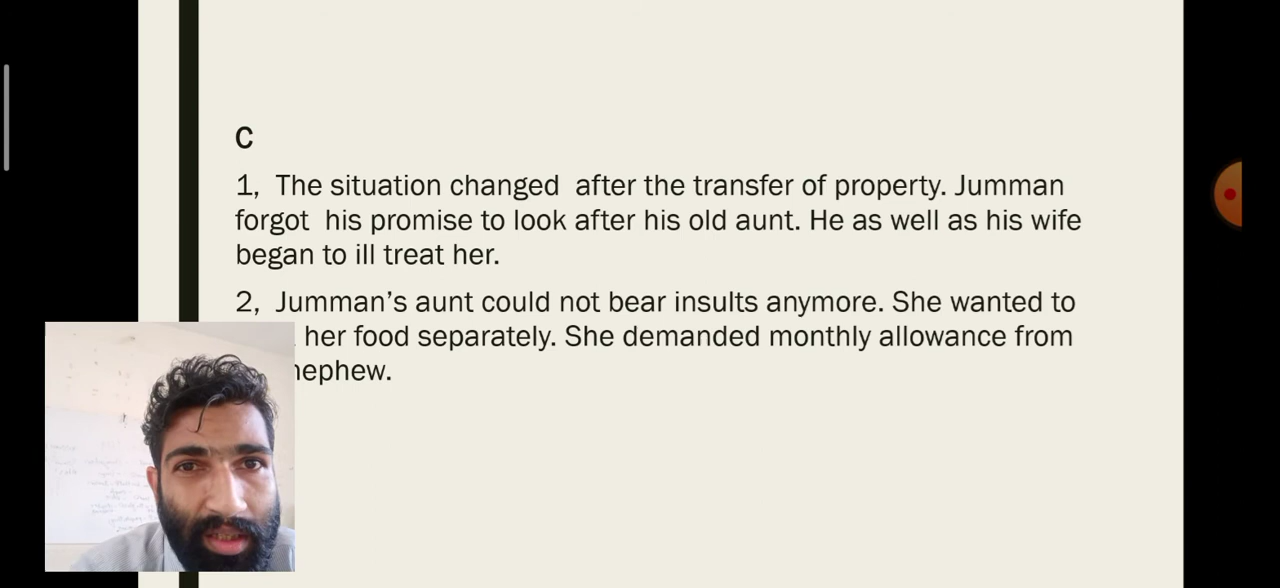 C
1, The situation changed after the transfer of property. Jumman
forgot his promise to look after his old aunt. He as well as his wife
began to ill treat her.
2, Jumman’s aunt could not bear insults anymore. She wanted to
her food separately. She demanded monthly allowance from
nephew.